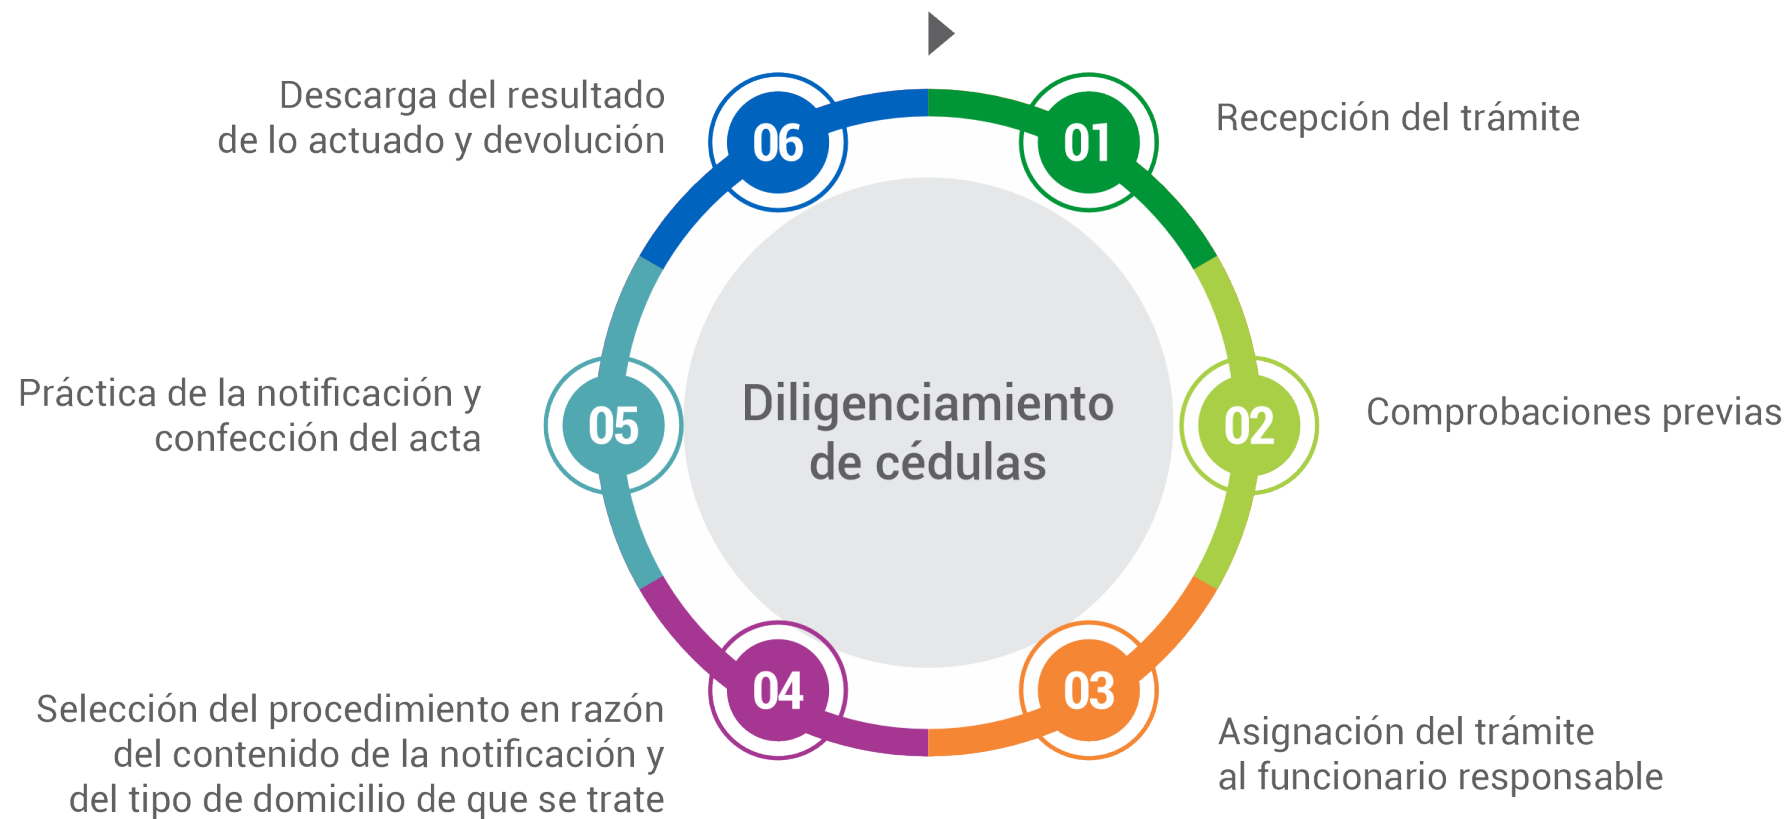 01
Recepción del trámite
02
Comprobaciones previas
03
Asignación del trámite
al funcionario responsable
04
Selección del procedimiento en razón
del contenido de la notificación y
del tipo de domicilio de que se trate
05
Práctica de la notificación y
confección del acta
06
Descarga del resultado
de lo actuado y devolución
Diligenciamiento
de cédulas